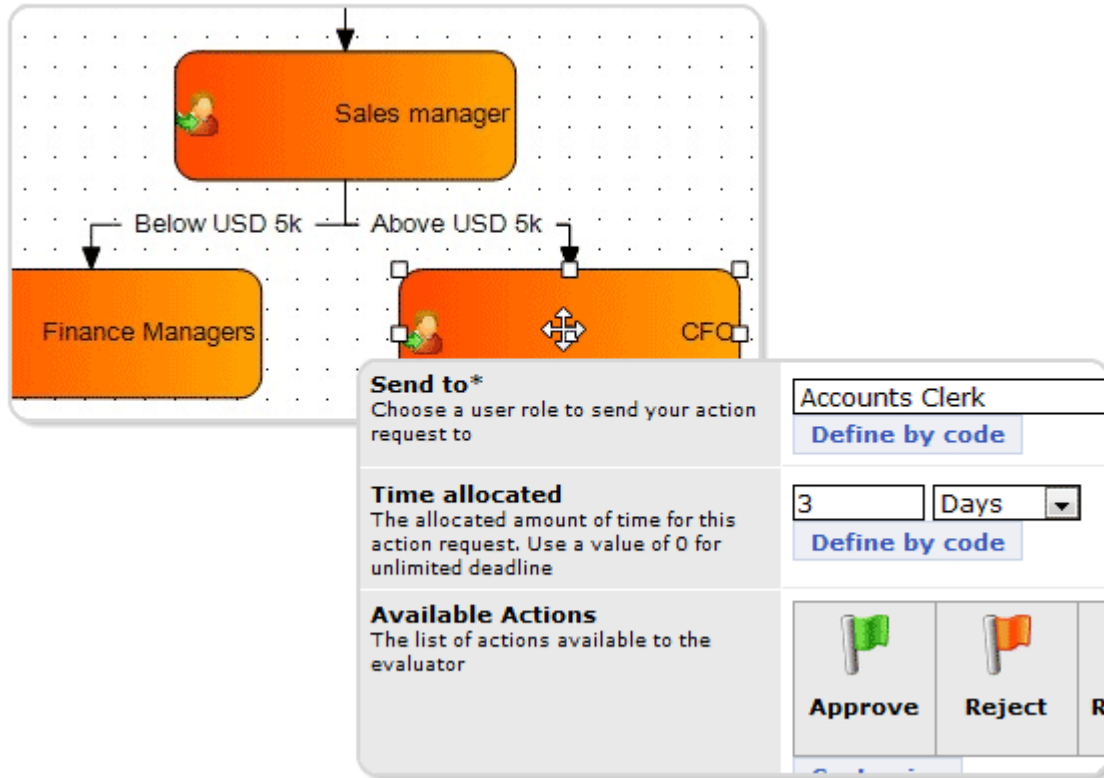 Sales manager
Below USD 5k
Above USD 5k
Finance Managers
CFO
Send to*
Choose a user role to send your action
request to
Accounts Clerk
Define by code
Time allocated
The allocated amount of time for this
action request. Use a value of 0 for
unlimited deadline
3
Days
Define by code
Available Actions
The list of actions available to the
evaluator
Approve
Reject
R